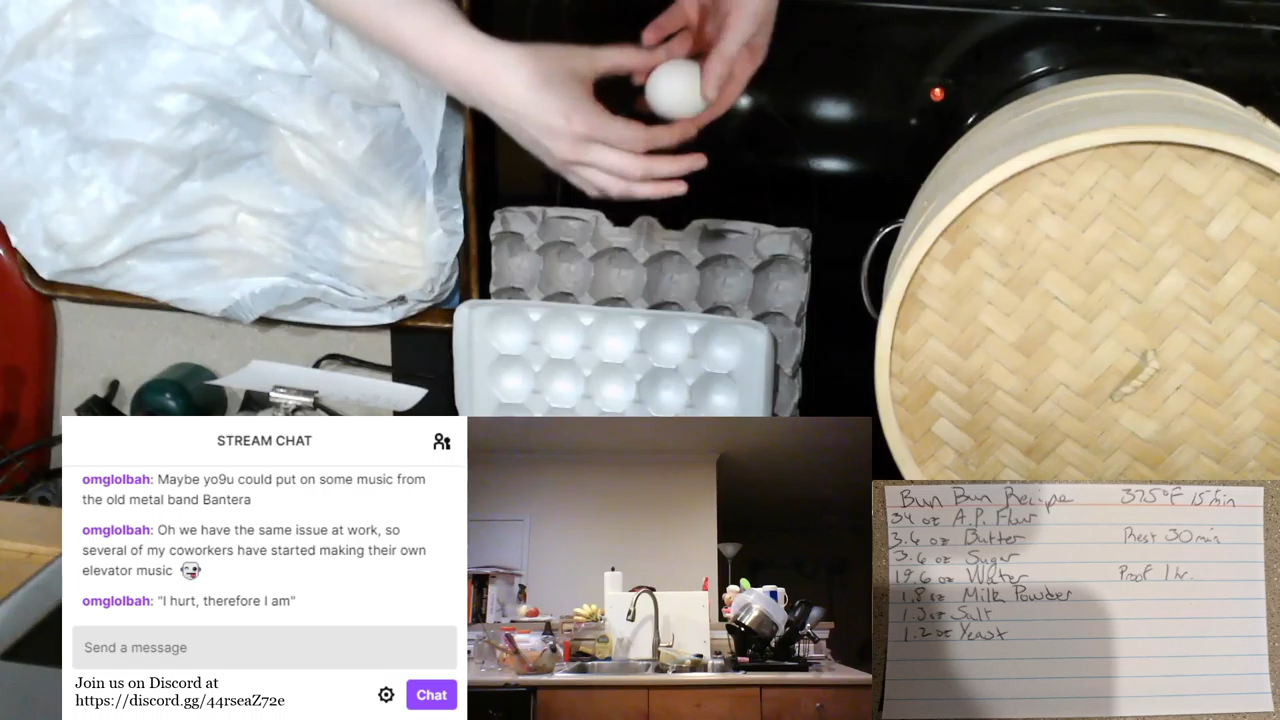 STREAM CHAT
omglolbah: Maybe yo9u could put on some music from
the old metal band Bantera
omglolbah: Oh we have the same issue at work, so
several of my coworkers have started making their own
elevator music
omglolbah: "I hurt, therefore I am"
Send a message
Join us on Discord at
https://discord.gg/44rseaZ72e
Chat
Bun Bun Recipe 375°F 15 min
34 oz A.P. Flour
3.6 oz Butter Rest 30 min
3.6 oz Sugar
19.6 oz Water Proof 1 hr.
1.8 oz Milk Powder
Salt
1.2 oz Yeast